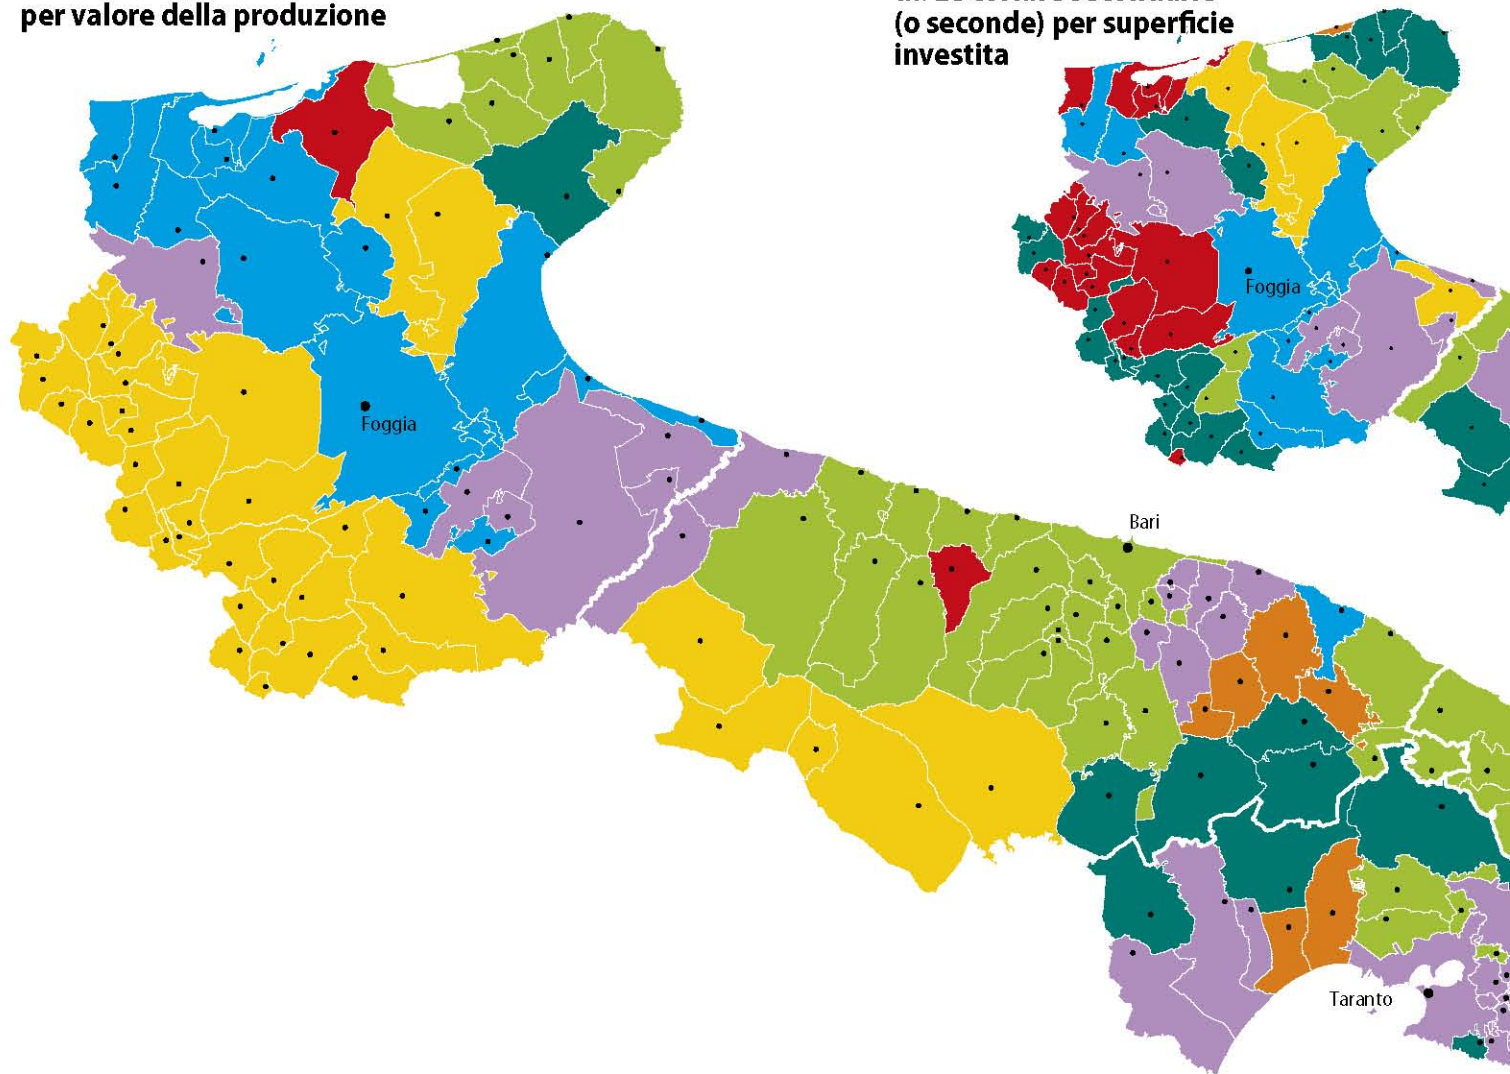 per valore della produzione
(o seconde) per superficie
investita
Foggia
Foggia
Bari
Taranto